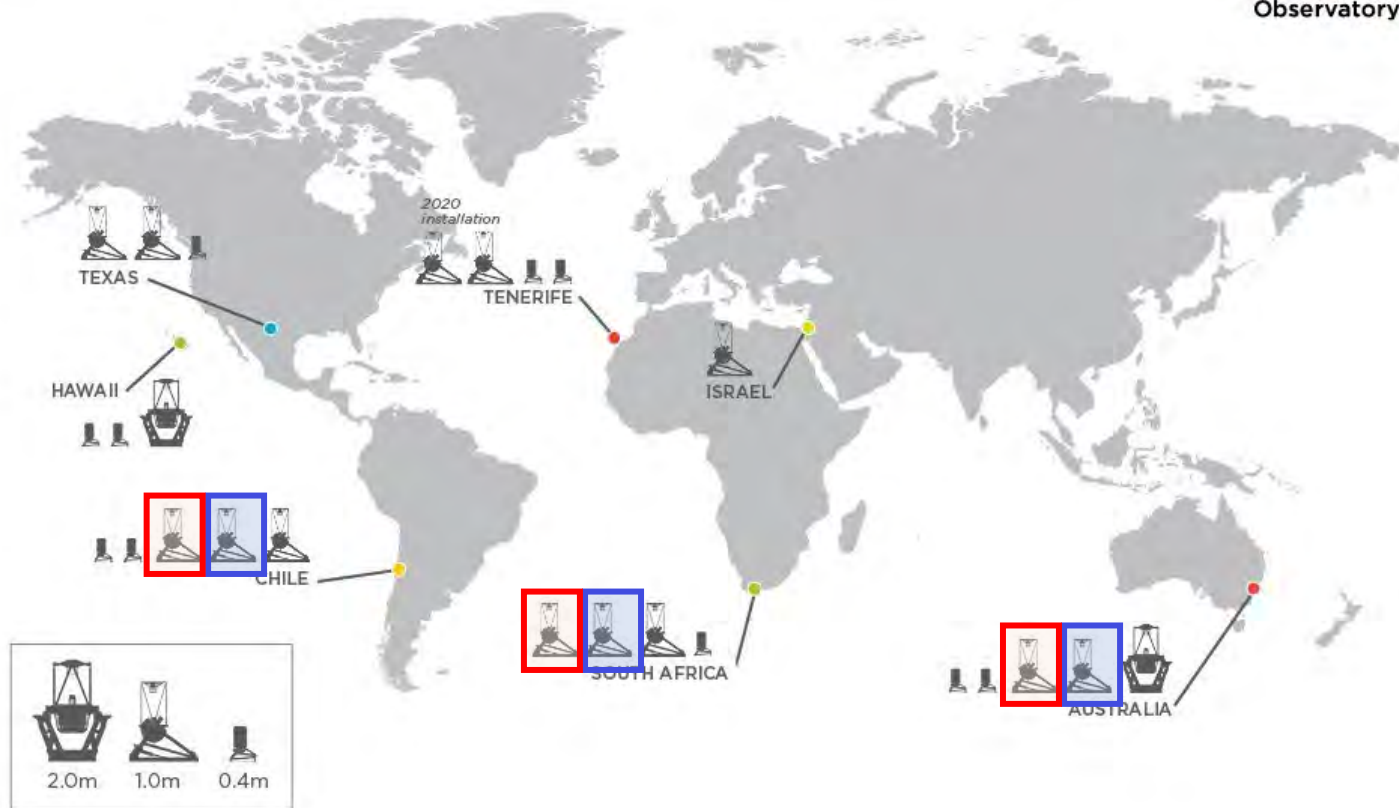 Observatory
2020
installation
TEXAS
TENERIFE
HAWAII
ISRAEL
CHILE
SOUTH AFRICA
AUSTRALIA
2.0m 1.0m 0.4m